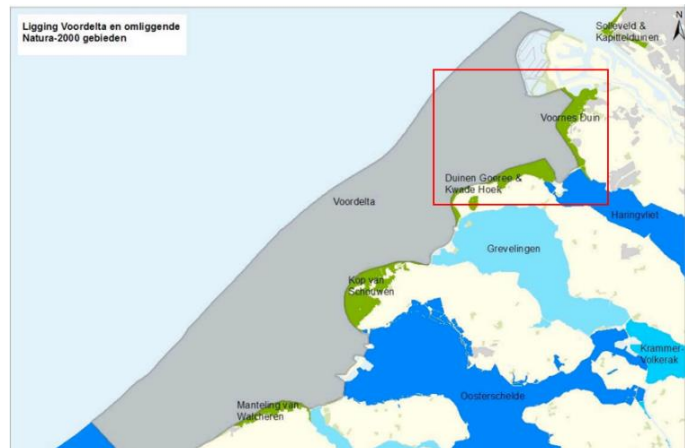 Ligging Voordelta en omliggende
Natura-2000 gebieden
Solleveld &
Kapittelduinen
N
Voornes Duin
Duinen Goeree &
Kwade Hoek
Voordelta
Haringvliet
Grevelingen
Kop van
Schouwen
Krammer-
Volkerak
Oosterschelde
Manteling van
Walcheren